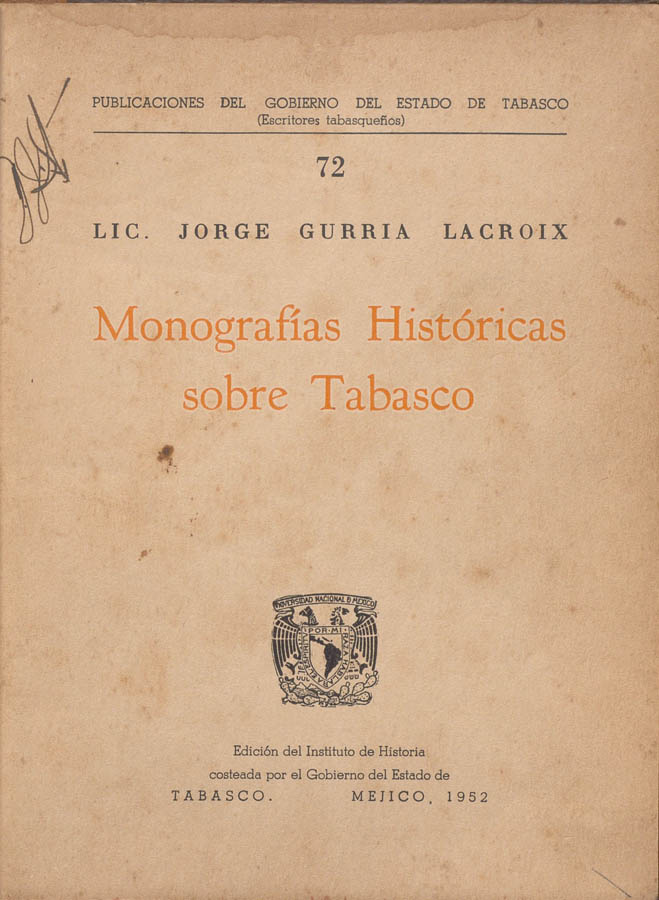 PUBLICACIONES DEL GOBIERNO DEL ESTADO DE TABASCO
(Escritores tabasqueños)
72
LIC. JORGE GURRIA LACROIX
Monografías Históricas
sobre Tabasco
UNIVERSIDAD NACIONAL D MEXICO
POR·MI
RAZA·HABLARA·EL·ESPIRITU
Edición del Instituto de Historia
costeada por el Gobierno del Estado de
TABASCO. MEJICO, 1952